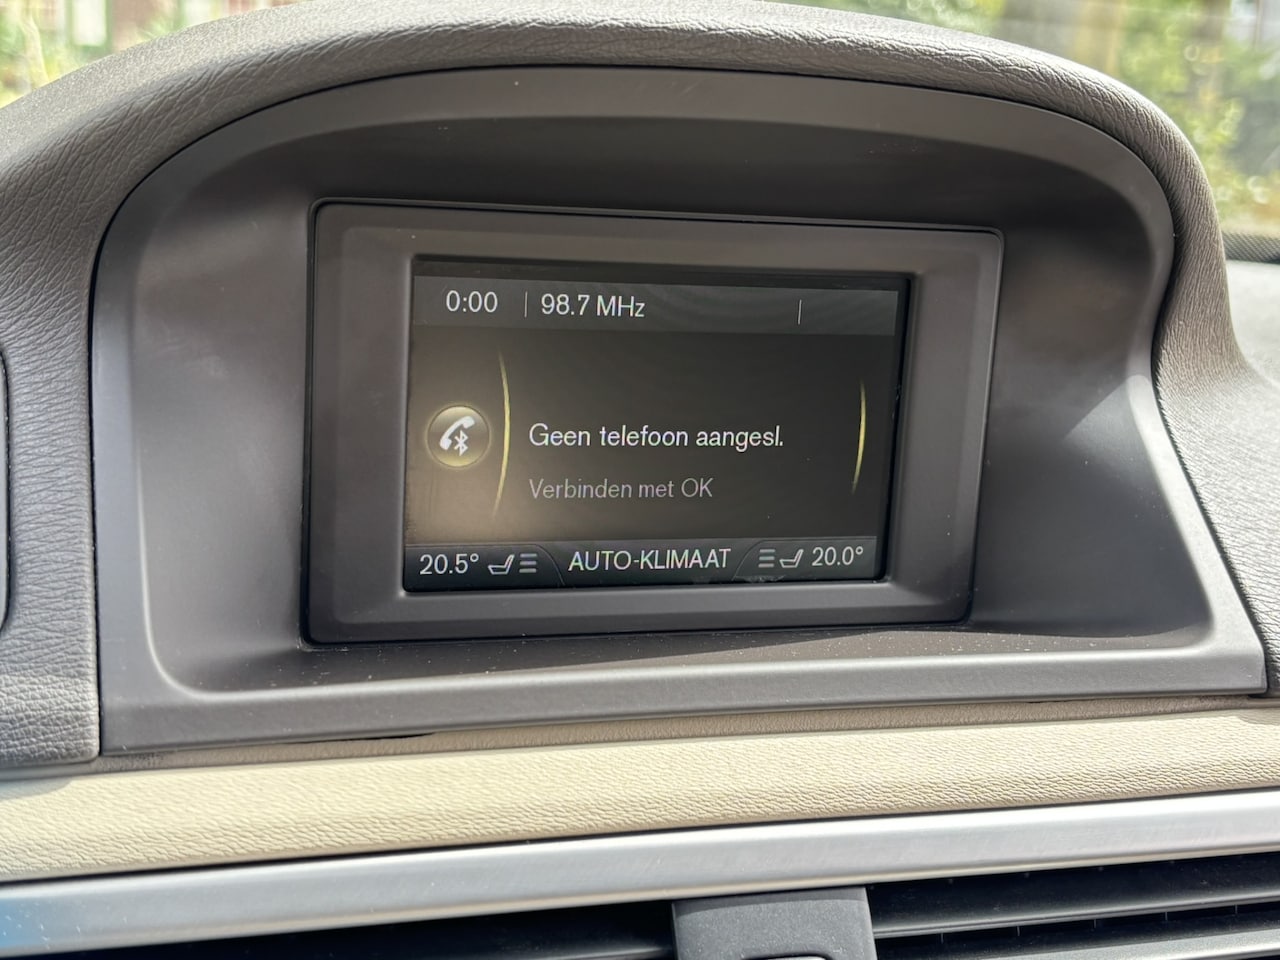 0:00 | 98.7 MHz
Geen telefoon aangesl.
Verbinden met OK
20.5° AUTO-KLIMAAT 20.0°